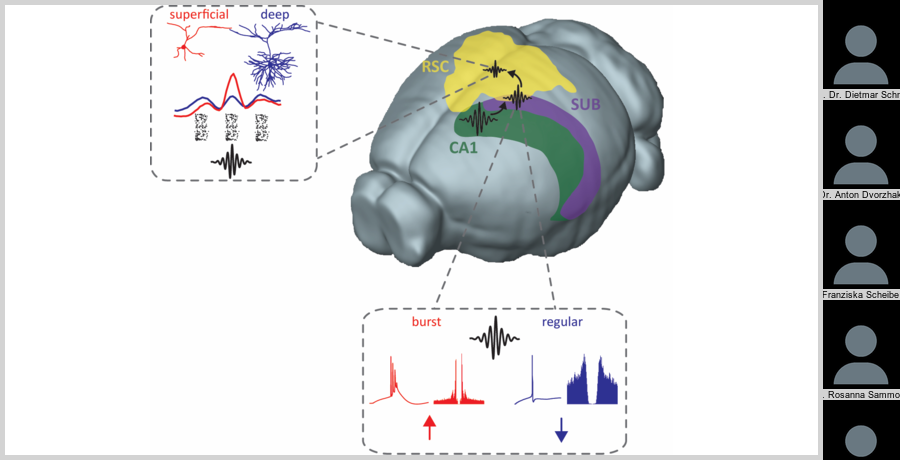 superficial deep
RSC
SUB
CA1
burst regular
. Dr. Dietmar Schm
Dr. Anton Dvorzhak
Franziska Scheibe
. Rosanna Sammo